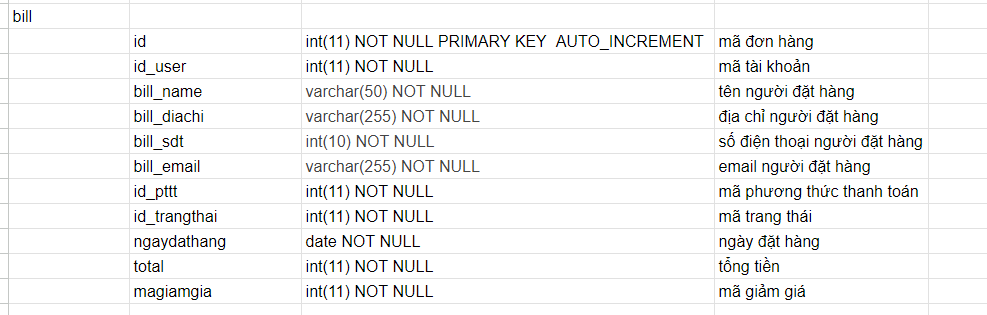 bill
id int(11) NOT NULL PRIMARY KEY AUTO_INCREMENT mã đơn hàng
id_user int(11) NOT NULL mã tài khoản
bill_name varchar(50) NOT NULL tên người đặt hàng
bill_diachi varchar(255) NOT NULL địa chỉ người đặt hàng
bill_sdt int(10) NOT NULL số điện thoại người đặt hàng
bill_email varchar(255) NOT NULL email người đặt hàng
id_pttt int(11) NOT NULL mã phương thức thanh toán
id_trangthai int(11) NOT NULL mã trang thái
ngaydathang date NOT NULL ngày đặt hàng
total int(11) NOT NULL tổng tiền
magiamgia int(11) NOT NULL mã giảm giá